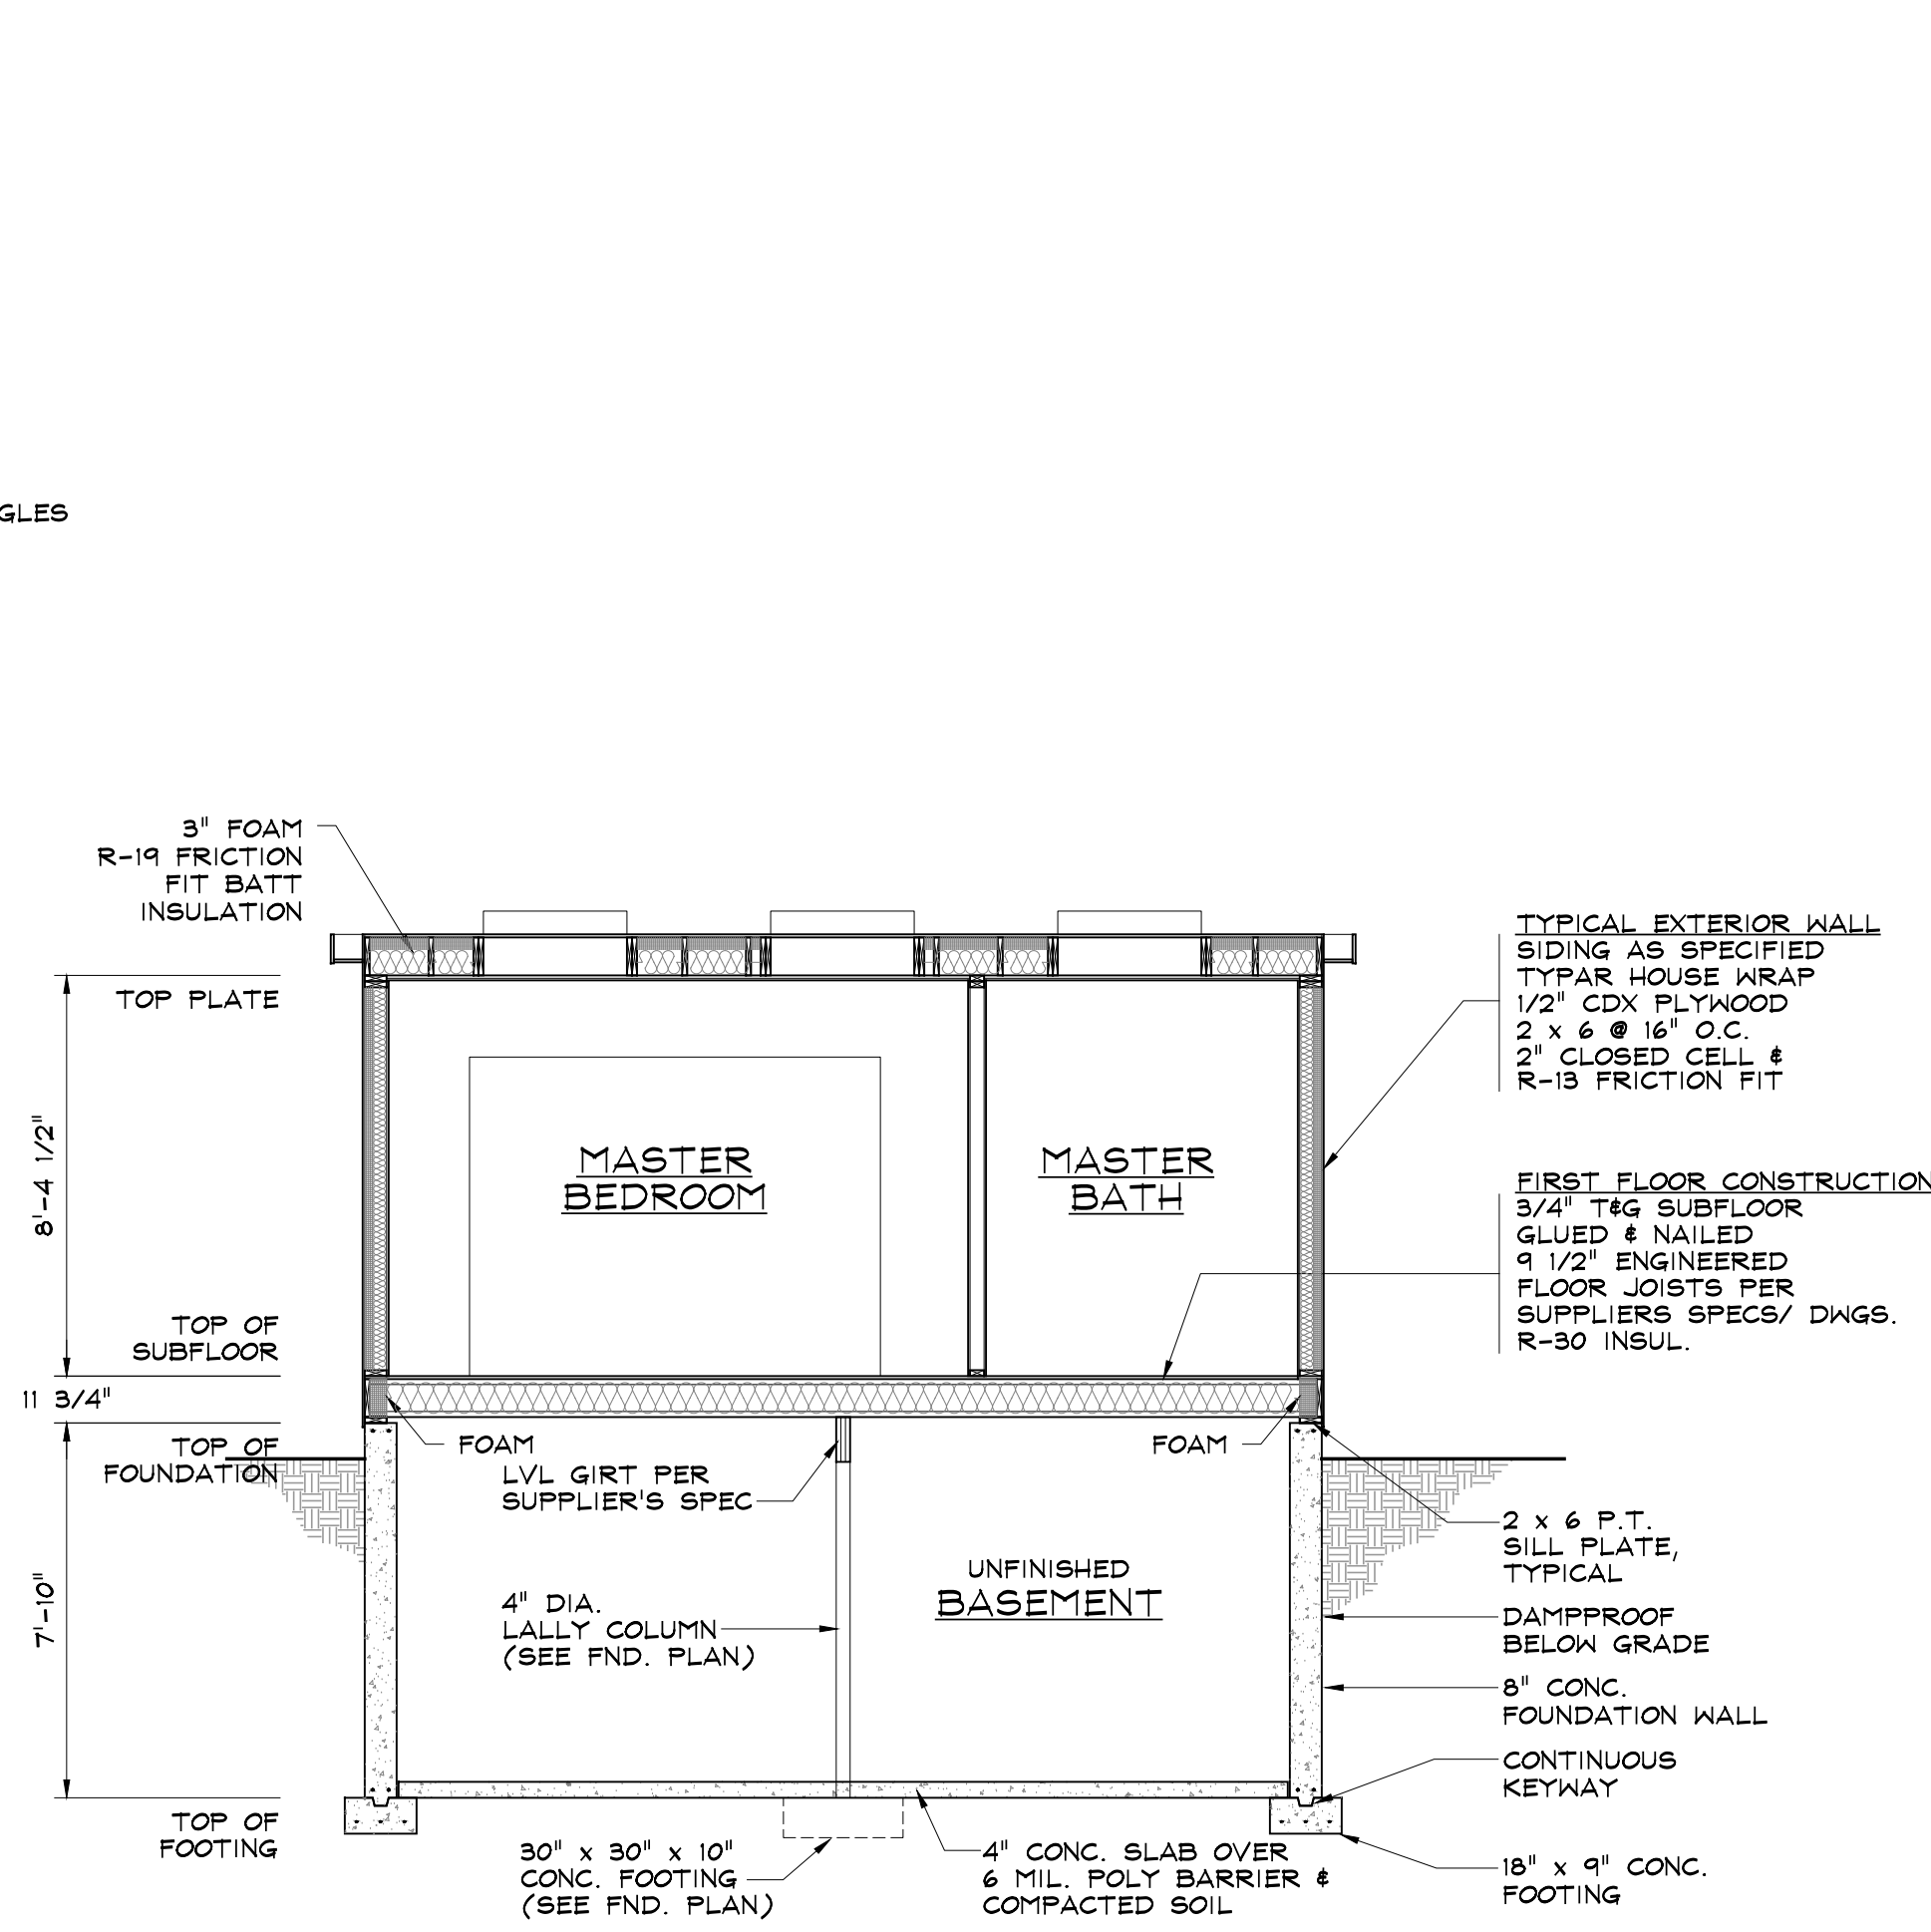 GLES
3" FOAM
R-19 FRICTION
FIT BATT
INSULATION
TOP PLATE
8'-4 1/2"
TOP OF
SUBFLOOR
11 3/4"
TOP OF
FOUNDATION
7'-10"
TOP OF
FOOTING
MASTER
BEDROOM
MASTER
BATH
FOAM
LVL GIRT PER
SUPPLIER'S SPEC
FOAM
4" DIA.
LALLY COLUMN
(SEE FND. PLAN)
UNFINISHED
BASEMENT
30" x 30" x 10"
CONC. FOOTING
(SEE FND. PLAN)
4" CONC. SLAB OVER
6 MIL. POLY BARRIER &
COMPACTED SOIL
TYPICAL EXTERIOR WALL
SIDING AS SPECIFIED
TYPAR HOUSE WRAP
1/2" CDX PLYWOOD
2 x 6 @ 16" O.C.
2" CLOSED CELL &
R-13 FRICTION FIT
FIRST FLOOR CONSTRUCTION
3/4" T&G SUBFLOOR
GLUED & NAILED
9 1/2" ENGINEERED
FLOOR JOISTS PER
SUPPLIERS SPECS/ DWGS.
R-30 INSUL.
2 x 6 P.T.
SILL PLATE,
TYPICAL
DAMPPROOF
BELOW GRADE
8" CONC.
FOUNDATION WALL
CONTINUOUS
KEYWAY
18" x 9" CONC.
FOOTING